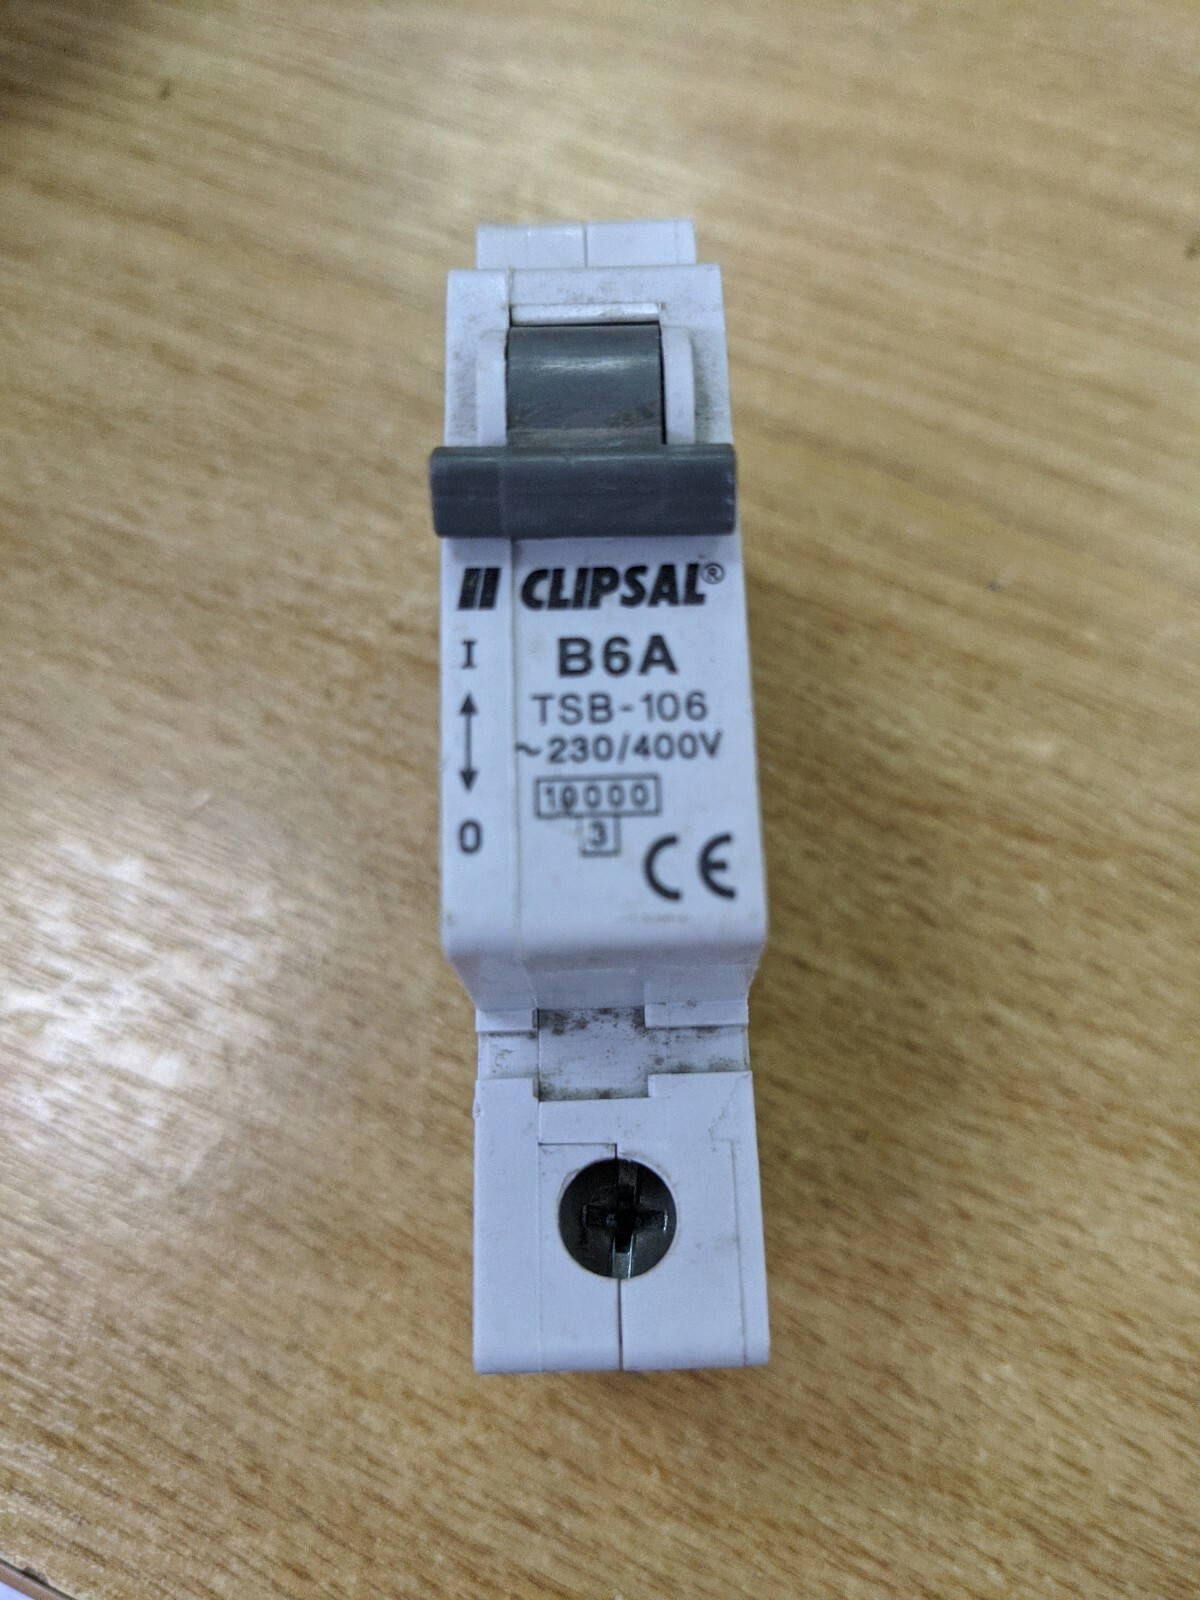 CLIPSAL®
I
B6A
TSB-106
~230/400V
10000
3
0
CE